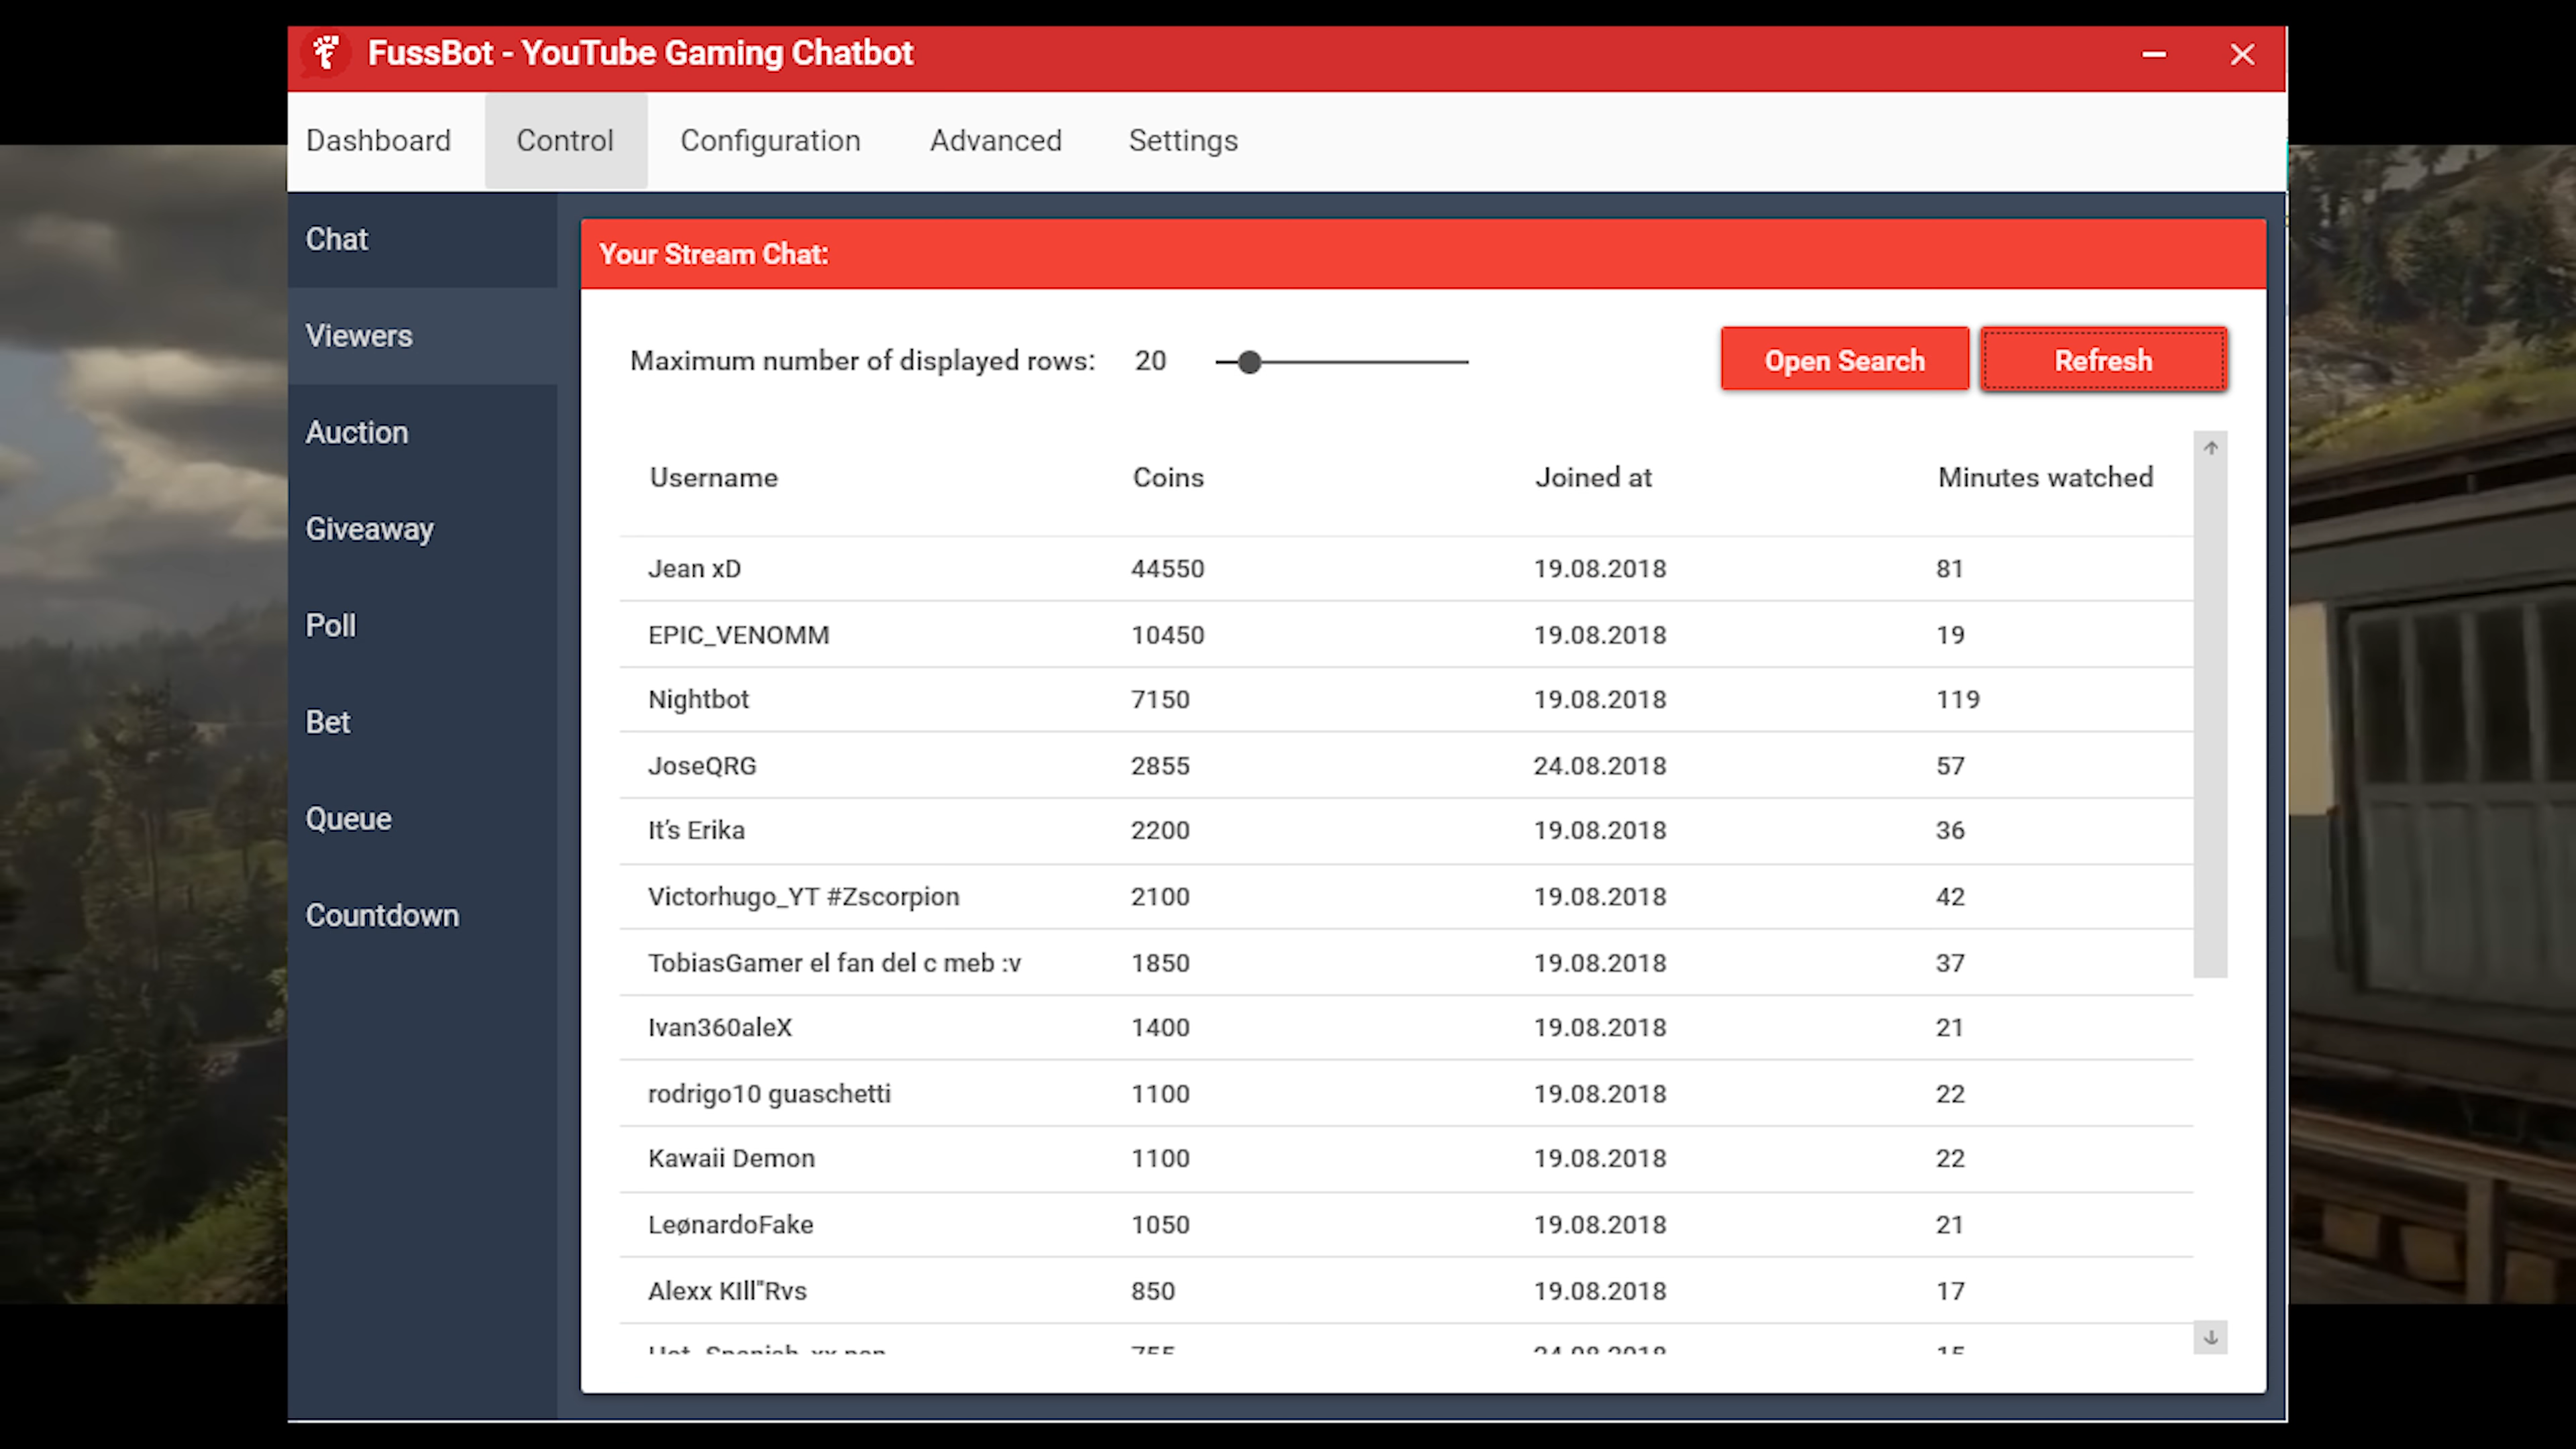 FussBot - YouTube Gaming Chatbot
Dashboard Control Configuration Advanced Settings
Chat
Viewers
Auction
Giveaway
Poll
Bet
Queue
Countdown
Your Stream Chat:
Maximum number of displayed rows: 20 Open Search Refresh
Username Coins Joined at Minutes watched
Jean xD 44550 19.08.2018 81
EPIC_VENOMM 10450 19.08.2018 19
Nightbot 7150 19.08.2018 119
JoseQRG 2855 24.08.2018 57
It's Erika 2200 19.08.2018 36
Victorhugo_YT #Zscorpion 2100 19.08.2018 42
TobiasGamer el fan del c meb :v 1850 19.08.2018 37
Ivan360aleX 1400 19.08.2018 21
rodrigo10 guaschetti 1100 19.08.2018 22
Kawaii Demon 1100 19.08.2018 22
LeønardoFake 1050 19.08.2018 21
Alexx KIll"Rvs 850 19.08.2018 17